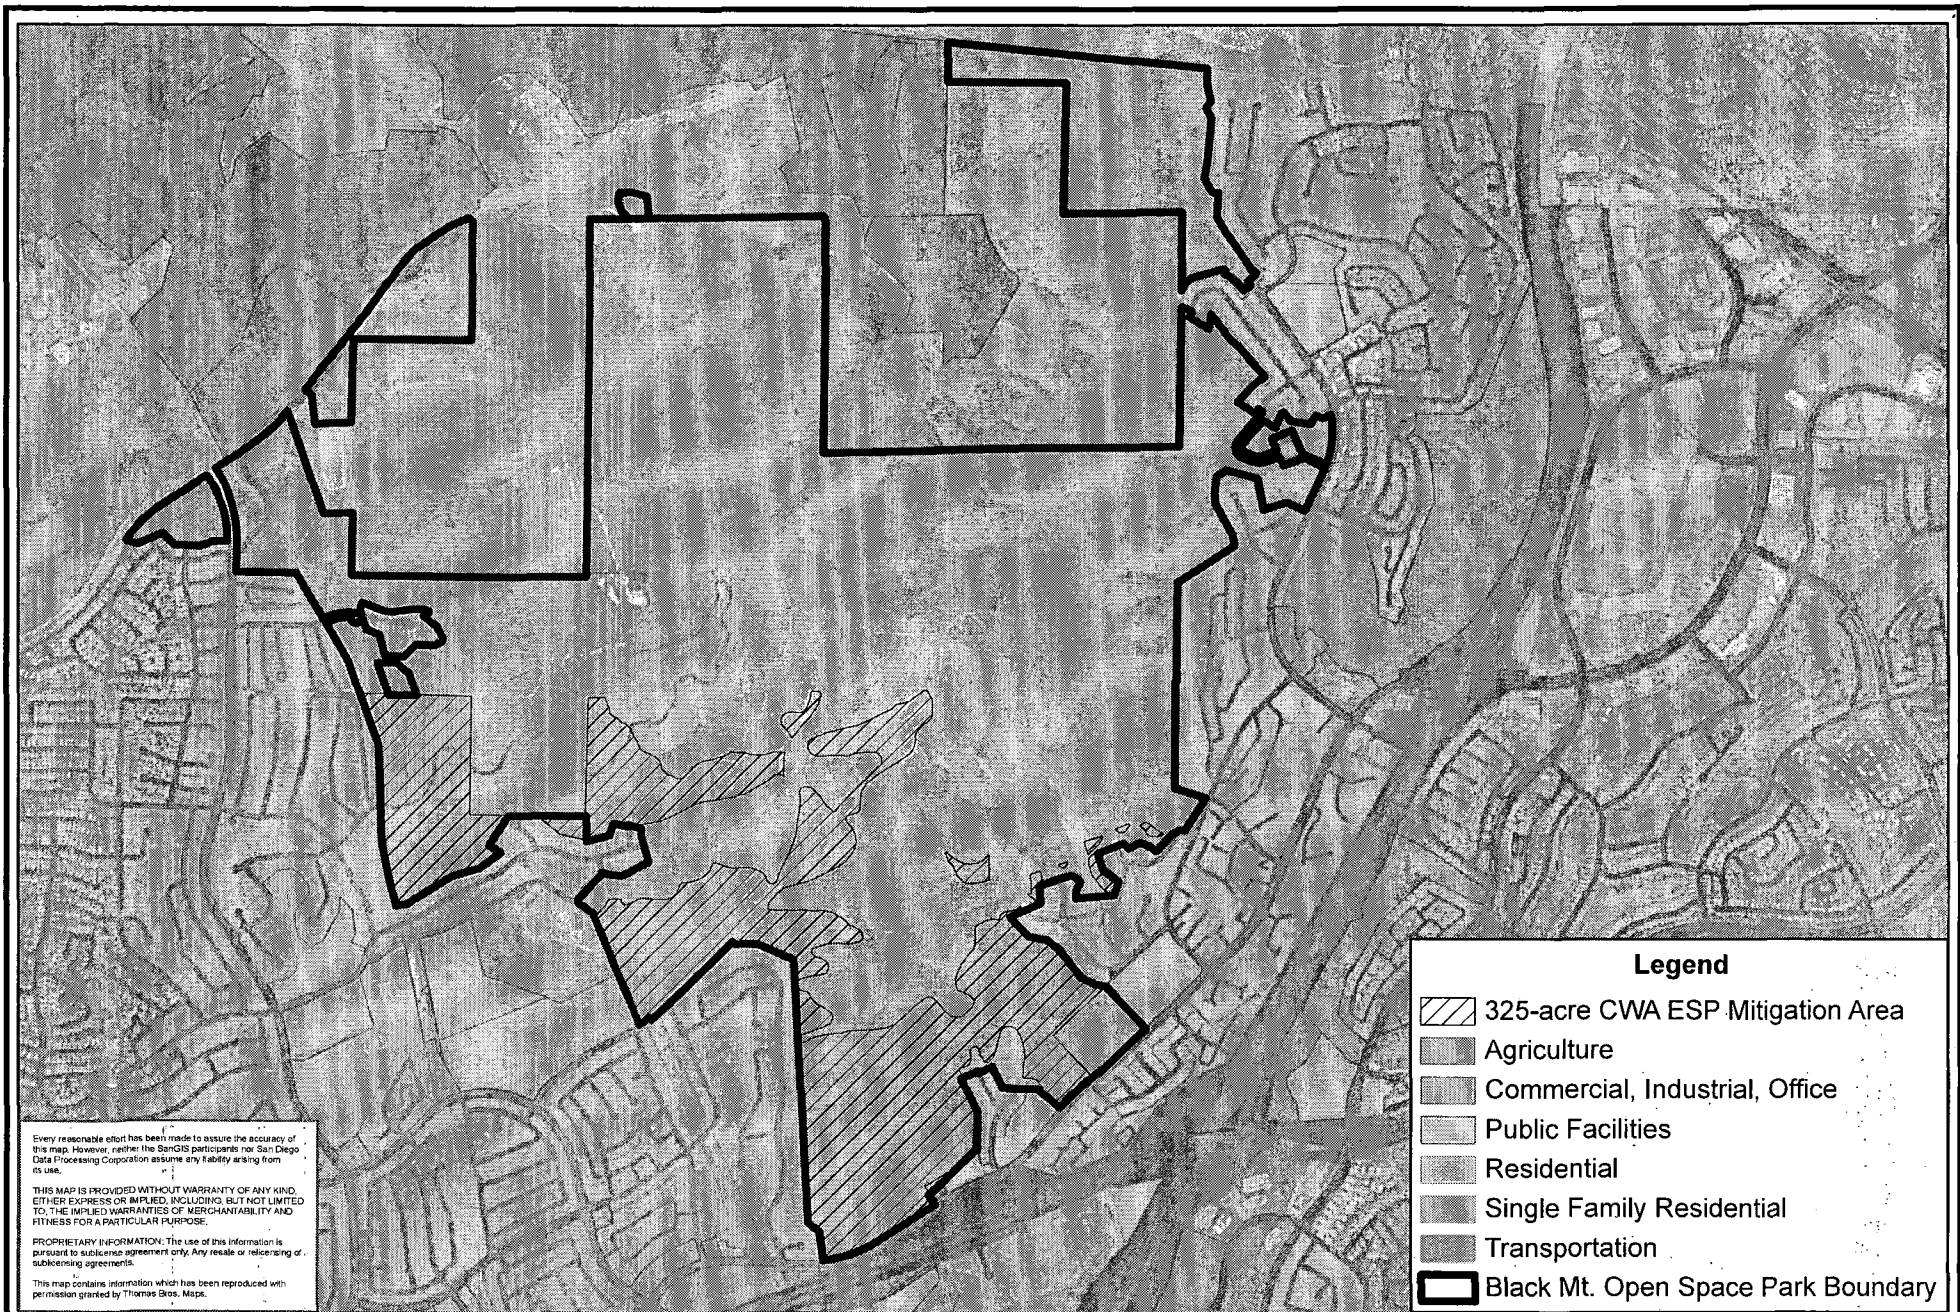 Legend
325-acre CWA ESP Mitigation Area
Agriculture
Commercial, Industrial, Office
Public Facilities
Residential
Single Family Residential
Transportation
Black Mt. Open Space Park Boundary
Every reasonable effort has been made to assure the accuracy of
this map. However, neither the SanGIS participants nor San Diego
Data Processing Corporation assume any liability arising from
its use.
THIS MAP IS PROVIDED WITHOUT WARRANTY OF ANY KIND,
EITHER EXPRESS OR IMPLIED, INCLUDING, BUT NOT LIMITED
TO, THE IMPLIED WARRANTIES OF MERCHANTABILITY AND
FITNESS FOR A PARTICULAR PURPOSE.
PROPRIETARY INFORMATION: The use of this information is
pursuant to sublicense agreement only. Any resale or relicensing of
sublicensing agreements.
This map contains information which has been reproduced with
permission granted by Thomas Bros. Maps.